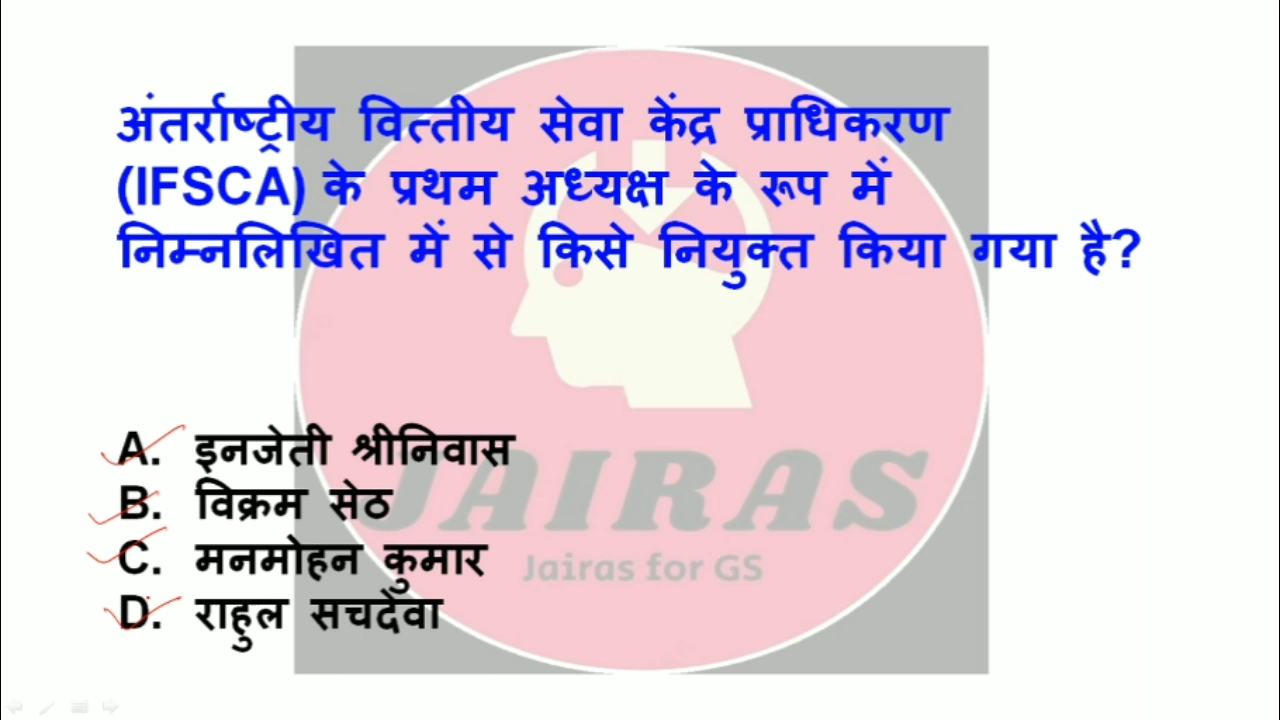 अंतर्राष्ट्रीय वित्तीय सेवा केंद्र प्राधिकरण
(IFSCA) के प्रथम अध्यक्ष के रूप में
निम्नलिखित में से किसे नियुक्त किया गया है?
A. इनजेती श्रीनिवास
B. विक्रम सेठ
C. मनमोहन कुमार
D. राहुल सचदेवा
JAIRAS
Jairas for GS